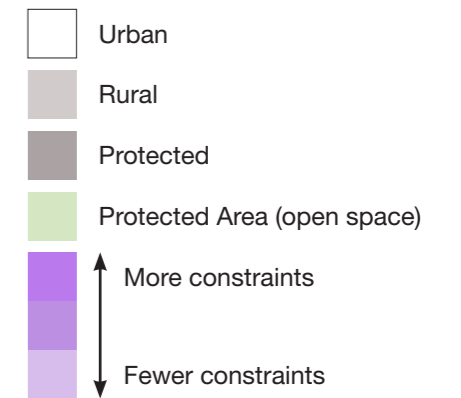 Urban
Rural
Protected
Protected Area (open space)
More constraints
Fewer constraints